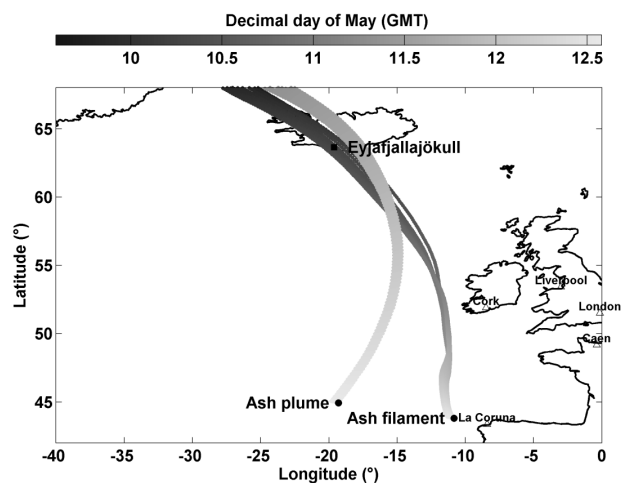 Decimal day of May (GMT)
10 10.5 11 11.5 12 12.5
65
60
55
50
45
Latitude (°)
Eyjafjallajökull
Liverpool
Cork
London
Caen
Ash plume
Ash filament
La Coruna
-40 -35 -30 -25 -20 -15 -10 -5 0
Longitude (°)